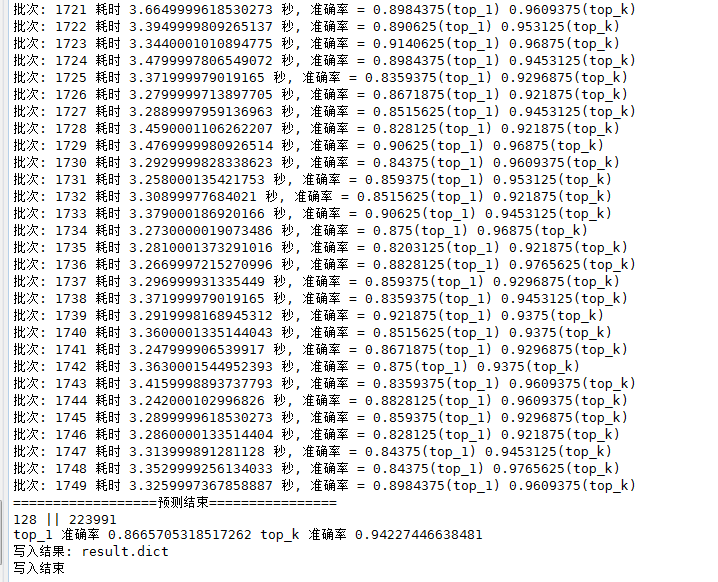 批次: 1721 耗时 3.6649999618530273 秒, 准确率 = 0.8984375(top_1) 0.9609375(top_k)
批次: 1722 耗时 3.3949999809265137 秒, 准确率 = 0.890625(top_1) 0.953125(top_k)
批次: 1723 耗时 3.3440001010894775 秒, 准确率 = 0.9140625(top_1) 0.96875(top_k)
批次: 1724 耗时 3.4799997806549072 秒, 准确率 = 0.8984375(top_1) 0.9453125(top_k)
批次: 1725 耗时 3.371999979019165 秒, 准确率 = 0.8359375(top_1) 0.9296875(top_k)
批次: 1726 耗时 3.2799999713897705 秒, 准确率 = 0.8671875(top_1) 0.921875(top_k)
批次: 1727 耗时 3.2889997959136963 秒, 准确率 = 0.8515625(top_1) 0.9453125(top_k)
批次: 1728 耗时 3.4590001106262207 秒, 准确率 = 0.828125(top_1) 0.921875(top_k)
批次: 1729 耗时 3.4769999980926514 秒, 准确率 = 0.90625(top_1) 0.96875(top_k)
批次: 1730 耗时 3.2929999828338623 秒, 准确率 = 0.84375(top_1) 0.9609375(top_k)
批次: 1731 耗时 3.258000135421753 秒, 准确率 = 0.859375(top_1) 0.953125(top_k)
批次: 1732 耗时 3.30899977684021 秒, 准确率 = 0.8515625(top_1) 0.921875(top_k)
批次: 1733 耗时 3.379000186920166 秒, 准确率 = 0.90625(top_1) 0.9453125(top_k)
批次: 1734 耗时 3.2730000019073486 秒, 准确率 = 0.875(top_1) 0.96875(top_k)
批次: 1735 耗时 3.2810001373291016 秒, 准确率 = 0.8203125(top_1) 0.921875(top_k)
批次: 1736 耗时 3.2669997215270996 秒, 准确率 = 0.8828125(top_1) 0.9765625(top_k)
批次: 1737 耗时 3.296999931335449 秒, 准确率 = 0.859375(top_1) 0.9296875(top_k)
批次: 1738 耗时 3.371999979019165 秒, 准确率 = 0.8359375(top_1) 0.9453125(top_k)
批次: 1739 耗时 3.2919998168945312 秒, 准确率 = 0.921875(top_1) 0.9375(top_k)
批次: 1740 耗时 3.3600001335144043 秒, 准确率 = 0.8515625(top_1) 0.9375(top_k)
批次: 1741 耗时 3.247999906539917 秒, 准确率 = 0.8671875(top_1) 0.9296875(top_k)
批次: 1742 耗时 3.3630001544952393 秒, 准确率 = 0.875(top_1) 0.9375(top_k)
批次: 1743 耗时 3.4159998893737793 秒, 准确率 = 0.8359375(top_1) 0.9609375(top_k)
批次: 1744 耗时 3.242000102996826 秒, 准确率 = 0.8828125(top_1) 0.9609375(top_k)
批次: 1745 耗时 3.2899999618530273 秒, 准确率 = 0.859375(top_1) 0.9296875(top_k)
批次: 1746 耗时 3.2860000133514404 秒, 准确率 = 0.828125(top_1) 0.921875(top_k)
批次: 1747 耗时 3.313999891281128 秒, 准确率 = 0.84375(top_1) 0.9453125(top_k)
批次: 1748 耗时 3.3529999256134033 秒, 准确率 = 0.84375(top_1) 0.9765625(top_k)
批次: 1749 耗时 3.3259997367858887 秒, 准确率 = 0.8984375(top_1) 0.9609375(top_k)
==================预测结束================
128 || 223991
top_1 准确率 0.8665705318517262 top_k 准确率 0.94227446638481
写入结果: result.dict
写入结束